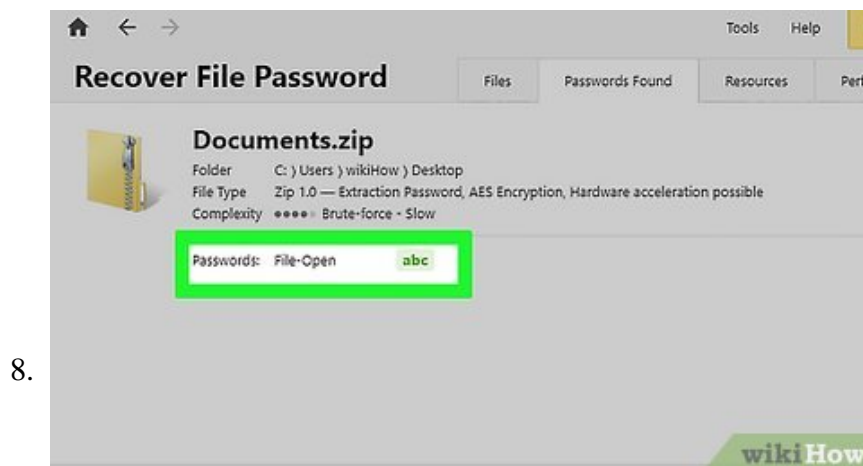 Tools Help
Recover File Password
Files Passwords Found Resources
Documents.zip
Folder C: ) Users ) wikiHow ) Desktop
File Type Zip 1.0 — Extraction Password, AES Encryption, Hardware acceleration possible
Complexity Brute-force - Slow
Passwords: File-Open abc
8.
wikiHow